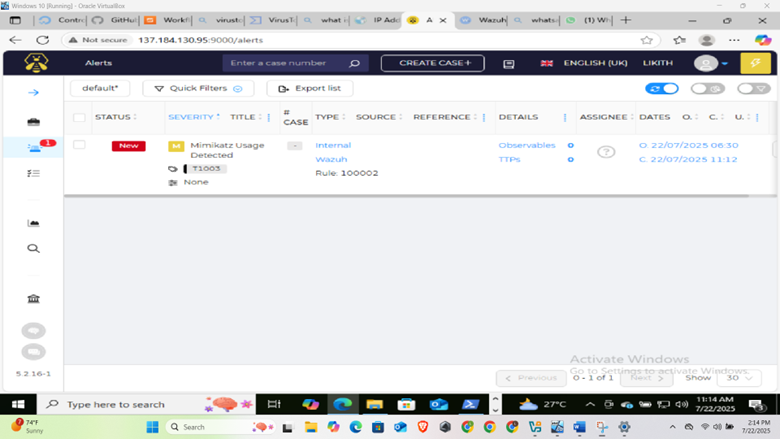 Windows 10 [Running] - Oracle VirtualBox
Contro
GitHub:
Workfl
virusto
VirusT
what i
IP Add
A
Wazuh
whatsa
(1) Wh
Not secure
137.184.130.95:9000/alerts
Alerts
Enter a case number
CREATE CASE+
ENGLISH (UK)
LIKITH
default*
Quick Filters
Export list
STATUS
SEVERITY
TITLE
# CASE
TYPE
SOURCE
REFERENCE
DETAILS
ASSIGNEE
DATES
O.
C.
U.
1
New
M
Mimikatz Usage
Detected
T1003
None
-
Internal
Wazuh
Rule: 100002
Observables 0
TTPs 0
?
O. 22/07/2025 06:30
C. 22/07/2025 11:12
5.2.16-1
Activate Windows
Go to Settings to activate Windows.
Previous
0 - 1 of 1
Next
Show
30
Type here to search
27°C
11:14 AM
7/22/2025
74°F
Sunny
Search
2:14 PM
7/22/2025